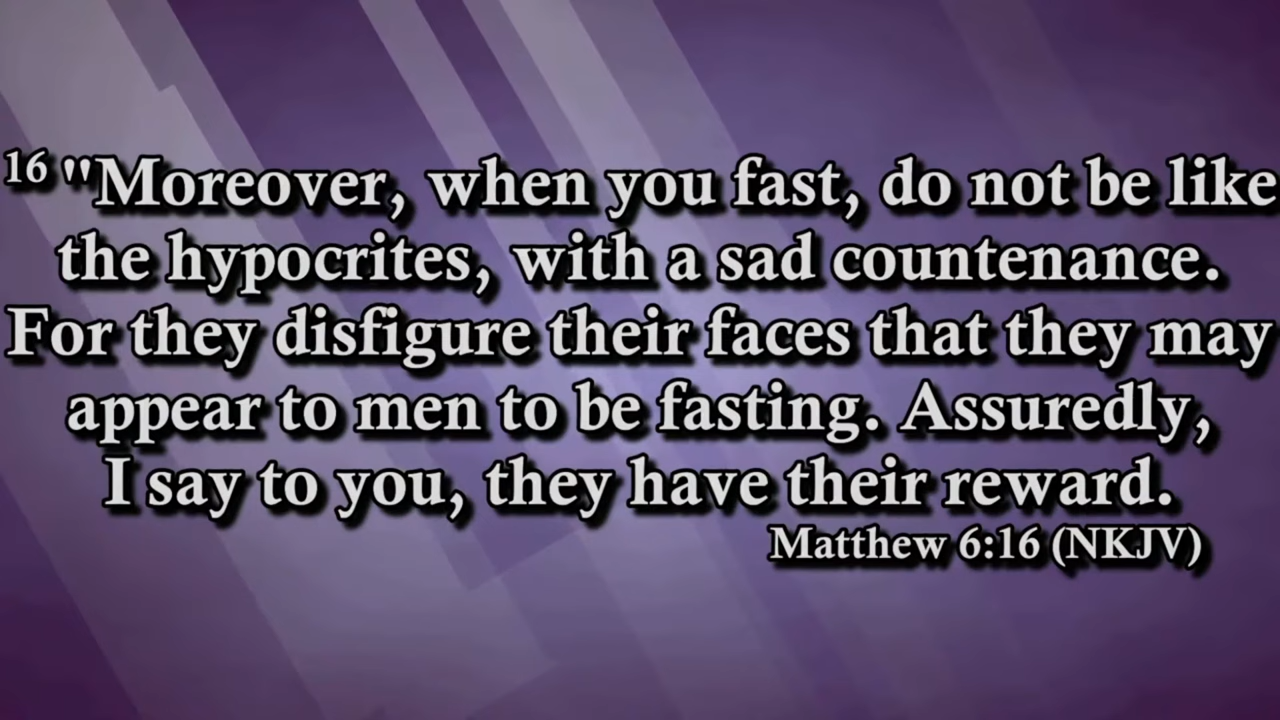 16 "Moreover, when you fast, do not be like
the hypocrites, with a sad countenance.
For they disfigure their faces that they may
appear to men to be fasting. Assuredly,
I say to you, they have their reward.
Matthew 6:16 (NKJV)